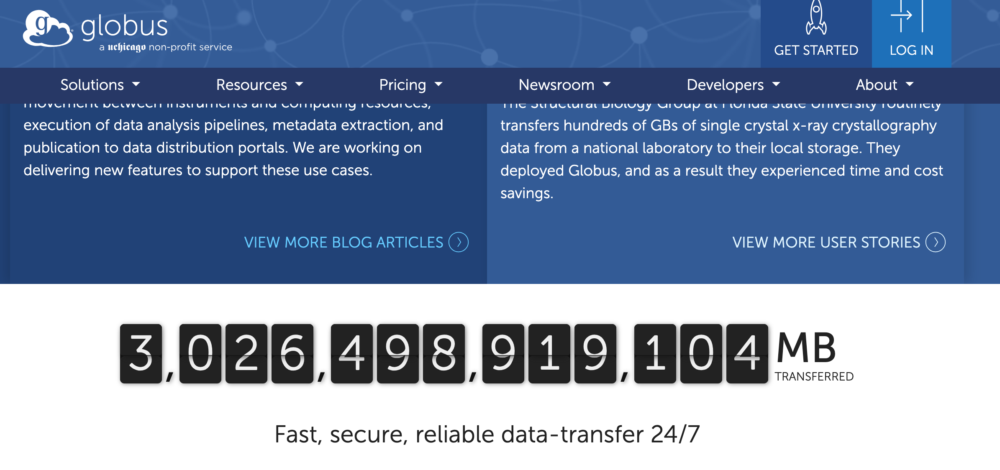 globus
a uchicago non-profit service
GET STARTED
LOG IN
Solutions
Resources
Pricing
Newsroom
Developers
About
movement between instruments and computing resources,
execution of data analysis pipelines, metadata extraction, and
publication to data distribution portals. We are working on
delivering new features to support these use cases.
VIEW MORE BLOG ARTICLES
The Structural Biology Group at Florida State University routinely
transfers hundreds of GBs of single crystal x-ray crystallography
data from a national laboratory to their local storage. They
deployed Globus, and as a result they experienced time and cost
savings.
VIEW MORE USER STORIES
3,026,498,919,104 MB
TRANSFERRED
Fast, secure, reliable data-transfer 24/7